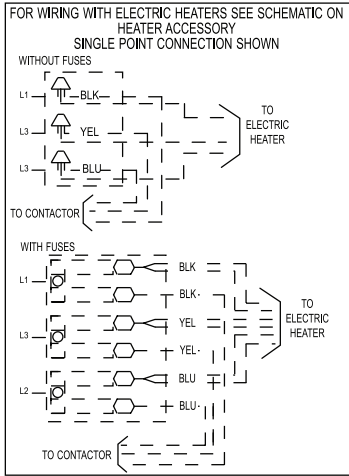 FOR WIRING WITH ELECTRIC HEATERS SEE SCHEMATIC ON
HEATER ACCESSORY
SINGLE POINT CONNECTION SHOWN
WITHOUT FUSES
L1
BLK
L3
YEL
L3
BLU
TO
ELECTRIC
HEATER
TO CONTACTOR
WITH FUSES
BLK
L1
BLK
YEL
L3
YEL
BLU
L2
BLU
TO
ELECTRIC
HEATER
TO CONTACTOR